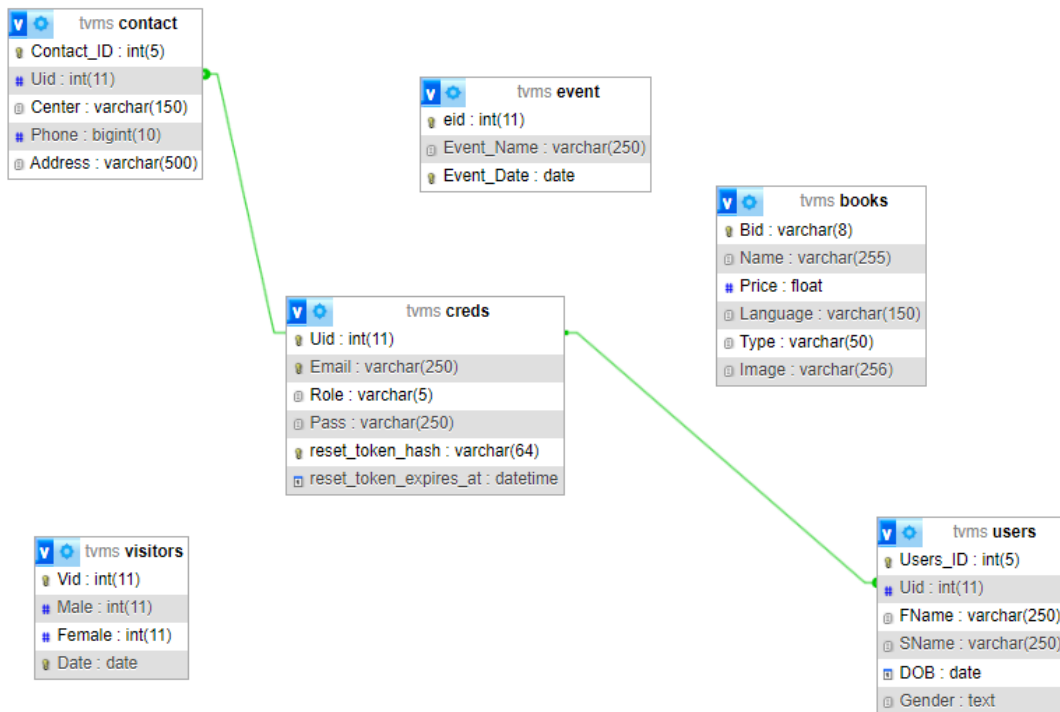 tvms contact
Contact_ID : int(5)
Uid : int(11)
Center : varchar(150)
Phone : bigint(10)
Address : varchar(500)
tvms event
eid : int(11)
Event_Name : varchar(250)
Event_Date : date
tvms books
Bid : varchar(8)
Name : varchar(255)
Price : float
Language : varchar(150)
Type : varchar(50)
Image : varchar(256)
tvms creds
Uid : int(11)
Email : varchar(250)
Role : varchar(5)
Pass : varchar(250)
reset_token_hash : varchar(64)
reset_token_expires_at : datetime
tvms visitors
Vid : int(11)
Male : int(11)
Female : int(11)
Date : date
tvms users
Users_ID : int(5)
Uid : int(11)
FName : varchar(250)
SName : varchar(250)
DOB : date
Gender : text